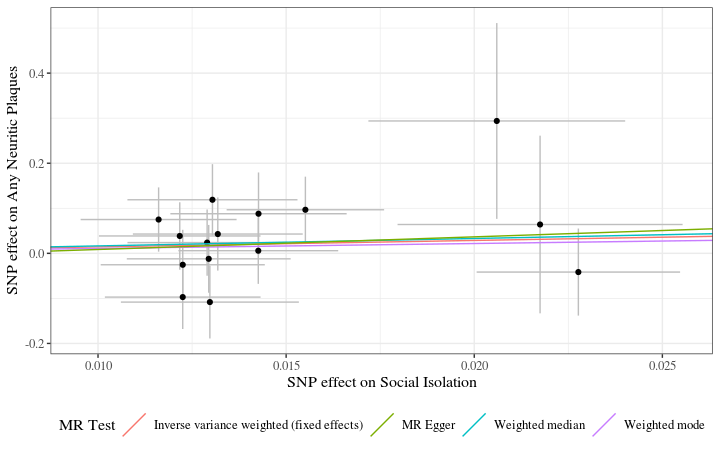 SNP effect on Any Neuritic Plaques
0.4
0.2
0.0
-0.2
0.010 0.015 0.020 0.025
SNP effect on Social Isolation
MR Test Inverse variance weighted (fixed effects) MR Egger Weighted median Weighted mode